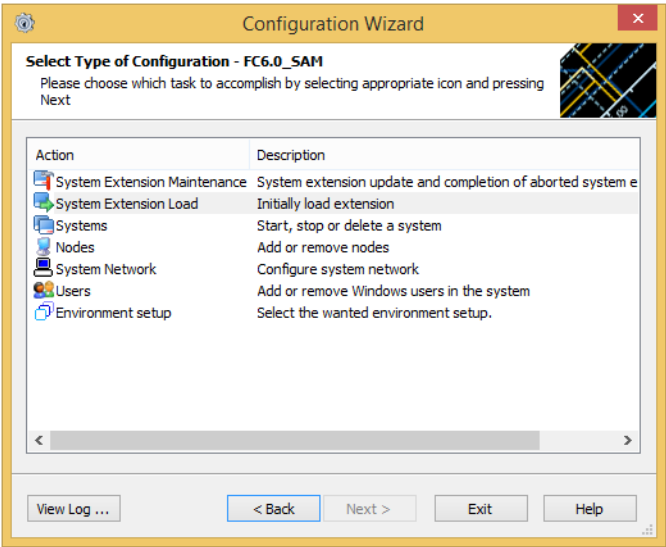 Configuration Wizard
Select Type of Configuration - FC6.0_SAM
Please choose which task to accomplish by selecting appropriate icon and pressing
Next
Action Description
System Extension Maintenance System extension update and completion of aborted system e
System Extension Load Initially load extension
Systems Start, stop or delete a system
Nodes Add or remove nodes
System Network Configure system network
Users Add or remove Windows users in the system
Environment setup Select the wanted environment setup.
View Log ... < Back Next > Exit Help